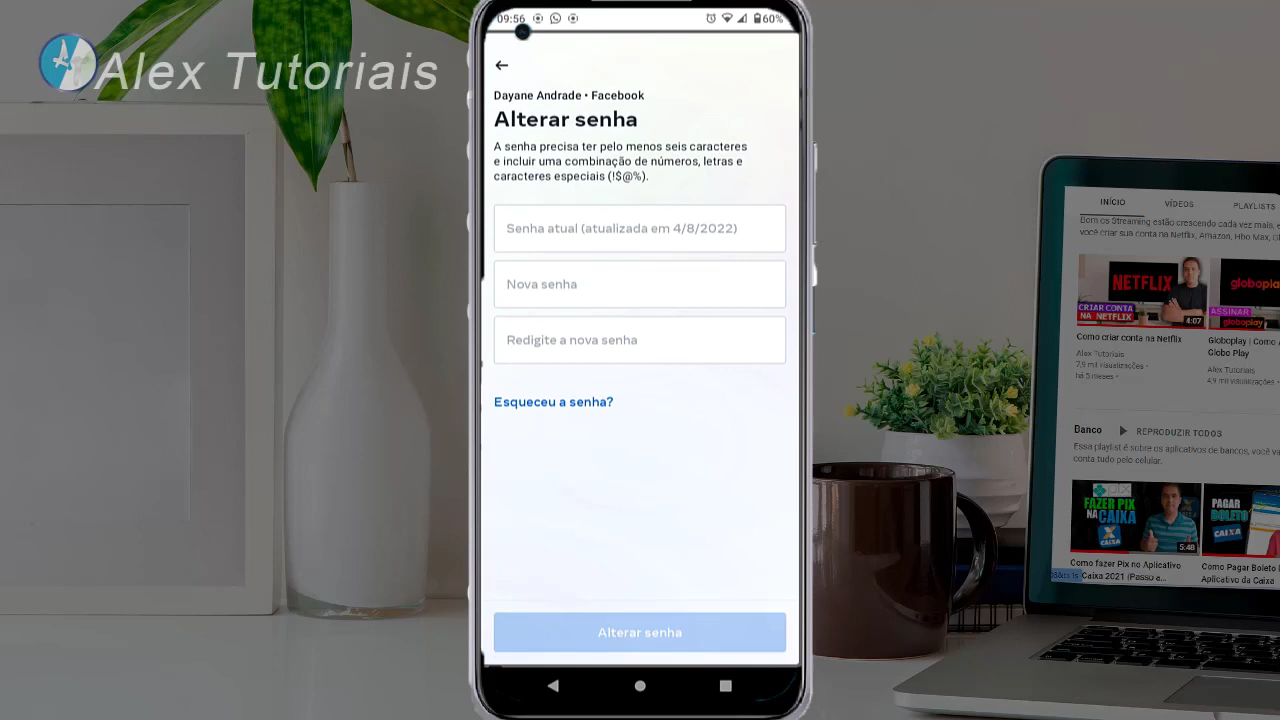 Alex Tutoriais
09:56
60%
Dayane Andrade • Facebook
Alterar senha
A senha precisa ter pelo menos seis caracteres
e incluir uma combinação de números, letras e
caracteres especiais (!$@%).
Senha atual (atualizada em 4/8/2022)
Nova senha
Redigite a nova senha
Esqueceu a senha?
Alterar senha
INÍCIO VÍDEOS PLAYLISTS
Bom os Streaming estão crescendo cada vez mais, e
você criar sua conta na Netflix, Amazon, Hbo Max, Gl
NETFLIX
CRIAR CONTA
NA NETFLIX
4:07
globopla
ASSINAR
globoplay
Como criar conta na Netflix
Alex Tutoriais
7,9 mil visualizações •
há 5 meses •
Globoplay | Como A
Globo Play
Alex Tutoriais
4,9 mil visualizações •
Banco REPRODUZIR TODOS
Essa playlist é sobre os aplicativos de bancos, você va
conta tudo pelo celular.
pix
FAZER PIX
NA CAIXA
CAIXA
5:48
PAGAR
BOLETO
CAIXA
Como fazer Pix no Aplicativo
Caixa 2021 (Passo e...
Como Pagar Boleto
Aplicativo da Caixa